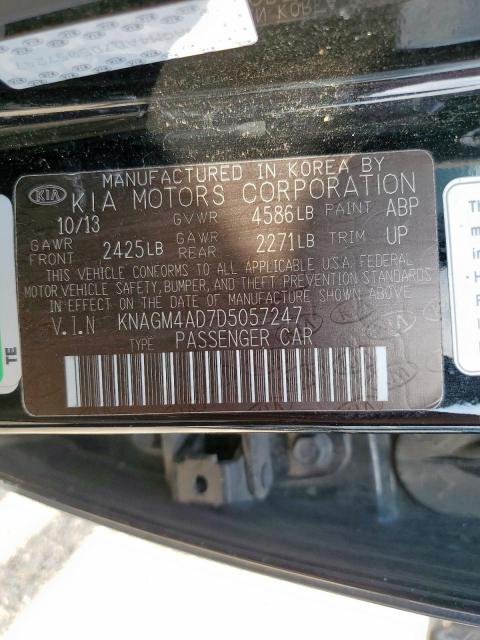 MANUFACTURED IN KOREA BY
KIA KIA MOTORS CORPORATION
10/13 GVWR 4586LB PAINT ABP
GAWR FRONT 2425LB GAWR REAR 2271LB TRIM UP
THIS VEHICLE CONFORMS TO ALL APPLICABLE U.S.A. FEDERAL
MOTOR VEHICLE SAFETY, BUMPER, AND THEFT PREVENTION STANDARDS
IN EFFECT ON THE DATE OF MANUFACTURE SHOWN ABOVE
V.I.N KNAGM4AD7D5057247
TYPE PASSENGER CAR
TE